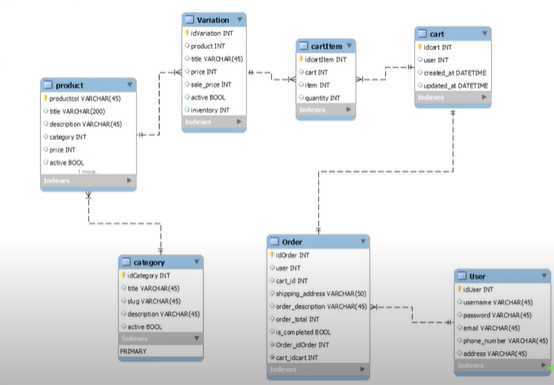 Variation
idVariation INT
product INT
title VARCHAR(45)
price INT
sale_price INT
active BOOL
inventory INT
Indexes
cartItem
idcartItem INT
cart INT
item INT
quantity INT
Indexes
cart
idcart INT
user INT
created_at DATETIME
updated_at DATETIME
Indexes
product
title VARCHAR(200)
description VARCHAR(45)
category INT
price INT
active BOOL
1 more...
Indexes
category
idCategory INT
title VARCHAR(45)
slug VARCHAR(45)
description VARCHAR(45)
active BOOL
Indexes
PRIMARY
Order
idOrder INT
user INT
cart_id INT
shipping_address VARCHAR(50)
order_description VARCHAR(45)
order_total INT
is_completed BOOL
Order_idOrder INT
cart_idcart INT
Indexes
User
idUser INT
username VARCHAR(45)
password VARCHAR(45)
email VARCHAR(45)
phone_number VARCHAR(45)
address VARCHAR(45)
Indexes